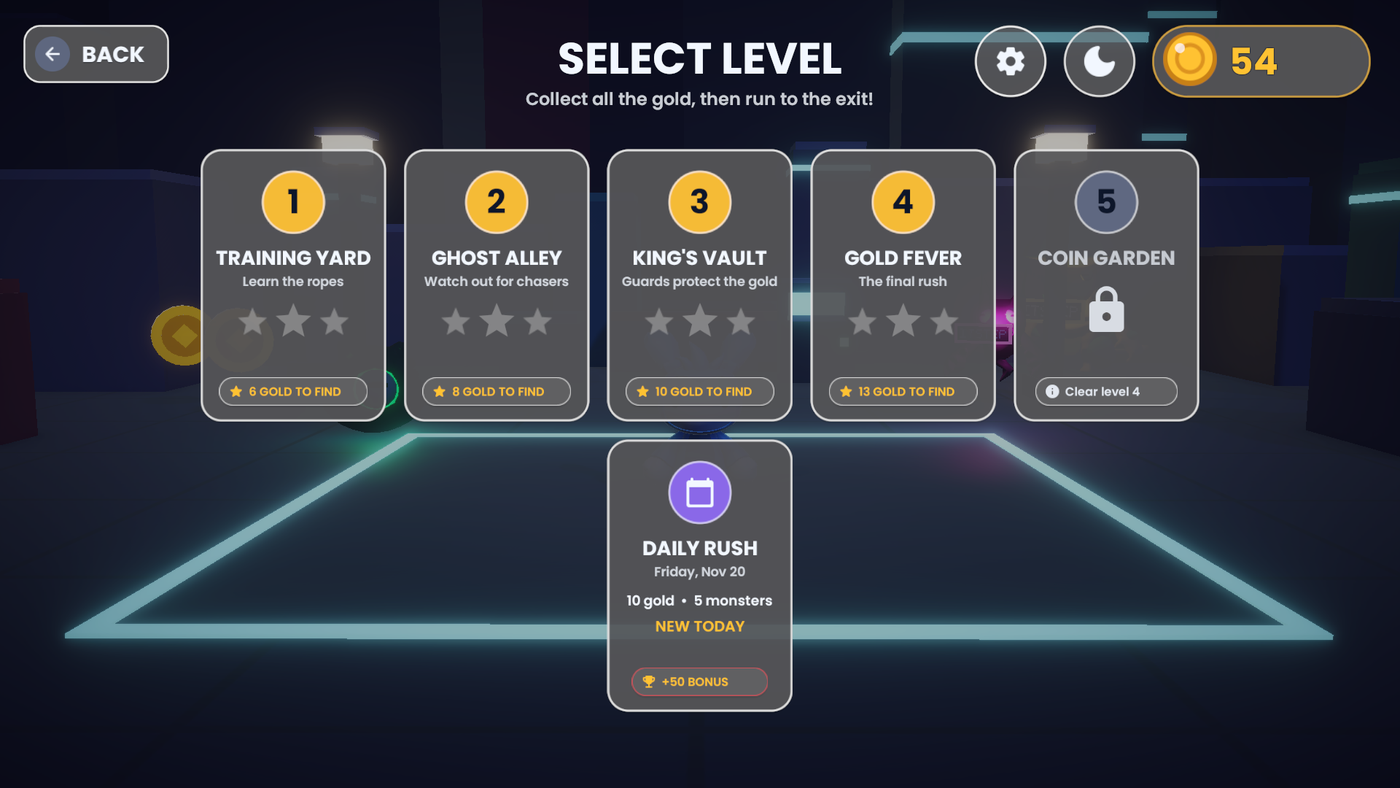 BACK
SELECT LEVEL
Collect all the gold, then run to the exit!
54
1
TRAINING YARD
Learn the ropes
6 GOLD TO FIND
2
GHOST ALLEY
Watch out for chasers
8 GOLD TO FIND
3
KING'S VAULT
Guards protect the gold
10 GOLD TO FIND
4
GOLD FEVER
The final rush
13 GOLD TO FIND
5
COIN GARDEN
Clear level 4
DAILY RUSH
Friday, Nov 20
10 gold • 5 monsters
NEW TODAY
+50 BONUS